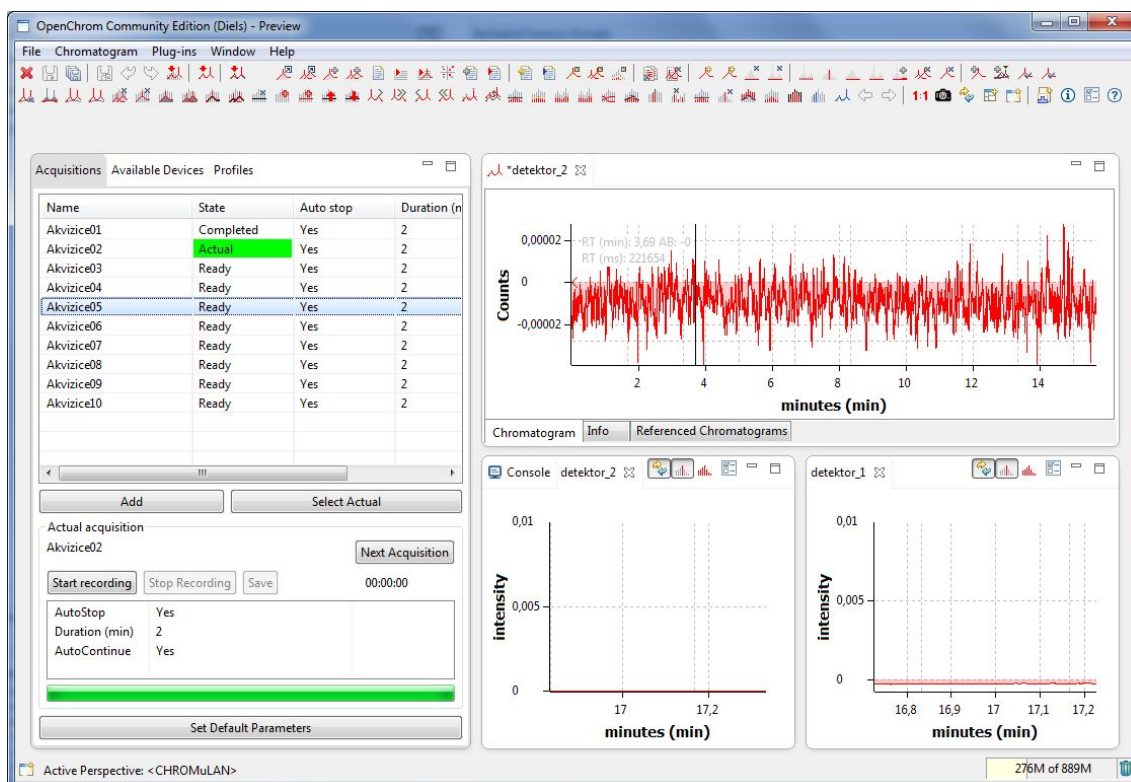 OpenChrom Community Edition (Diels) - Preview
File Chromatogram Plug-ins Window Help
1:1
Acquisitions Available Devices Profiles
Name State Auto stop Duration (n
Akvizice01 Completed Yes 2
Akvizice02 Actual Yes 2
Akvizice03 Ready Yes 2
Akvizice04 Ready Yes 2
Akvizice05 Ready Yes 2
Akvizice06 Ready Yes 2
Akvizice07 Ready Yes 2
Akvizice08 Ready Yes 2
Akvizice09 Ready Yes 2
Akvizice10 Ready Yes 2
Add Select Actual
Actual acquisition
Akvizice02
Next Acquisition
Start recording Stop Recording Save 00:00:00
AutoStop Yes
Duration (min) 2
AutoContinue Yes
Set Default Parameters
*detektor_2
Counts
0,00002
0
-0,00002
RT (min): 3,69 AB: -0
RT (ms): 221654
2 4 6 8 10 12 14
minutes (min)
Chromatogram Info Referenced Chromatograms
Console detektor_2
intensity
0,01
0,005
0
17 17,2
minutes (min)
detektor_1
intensity
0,01
0,005
0
16,8 16,9 17 17,1 17,2
minutes (min)
Active Perspective: <CHROMuLAN>
276M of 889M